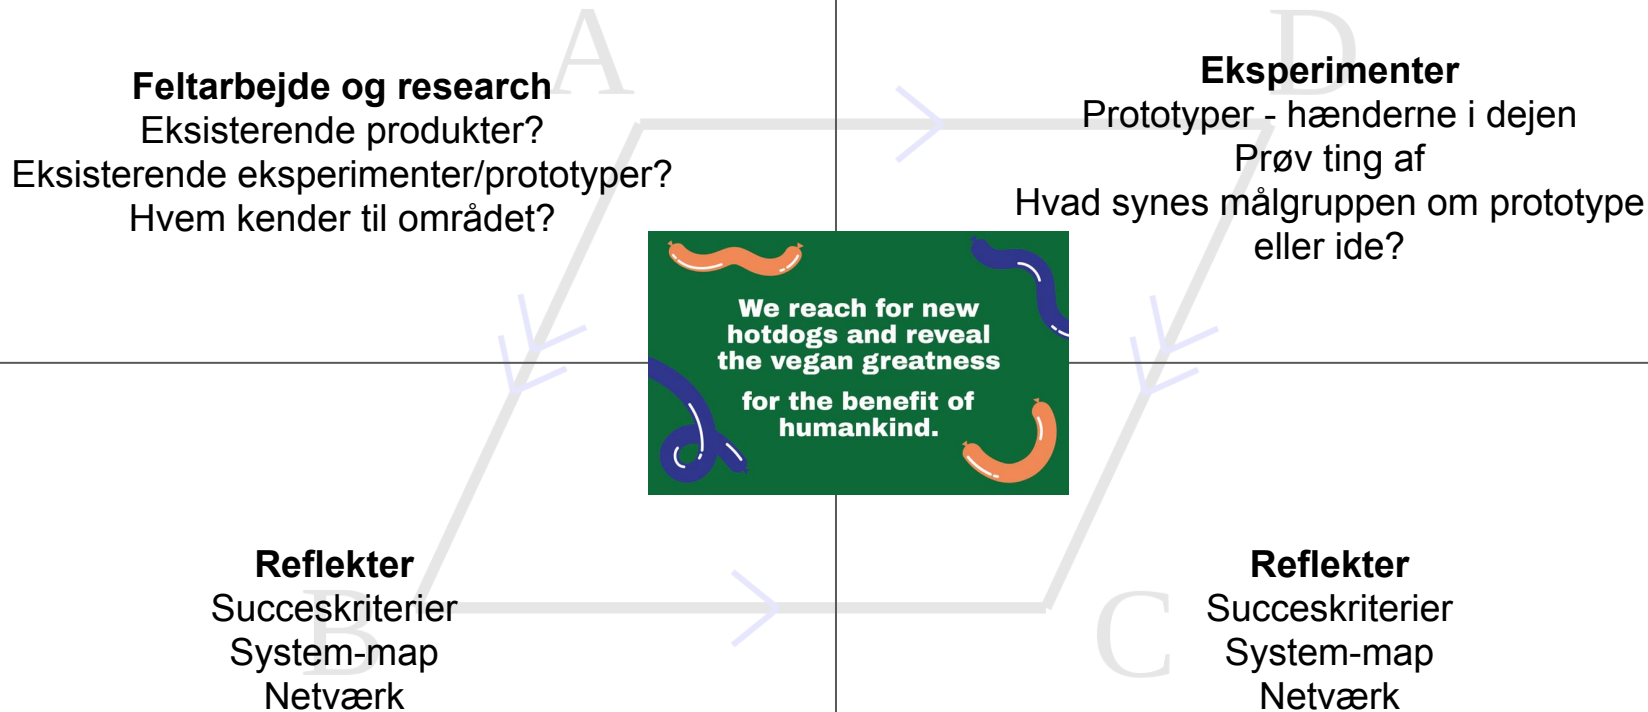 A
Feltarbejde og research
Eksisterende produkter?
Eksisterende eksperimenter/prototyper?
Hvem kender til området?
D
Eksperimenter
Prototyper - hænderne i dejen
Prøv ting af
Hvad synes målgruppen om prototype
eller ide?
We reach for new
hotdogs and reveal
the vegan greatness
for the benefit of
humankind.
B
Reflekter
Succeskriterier
System-map
Netværk
C
Reflekter
Succeskriterier
System-map
Netværk